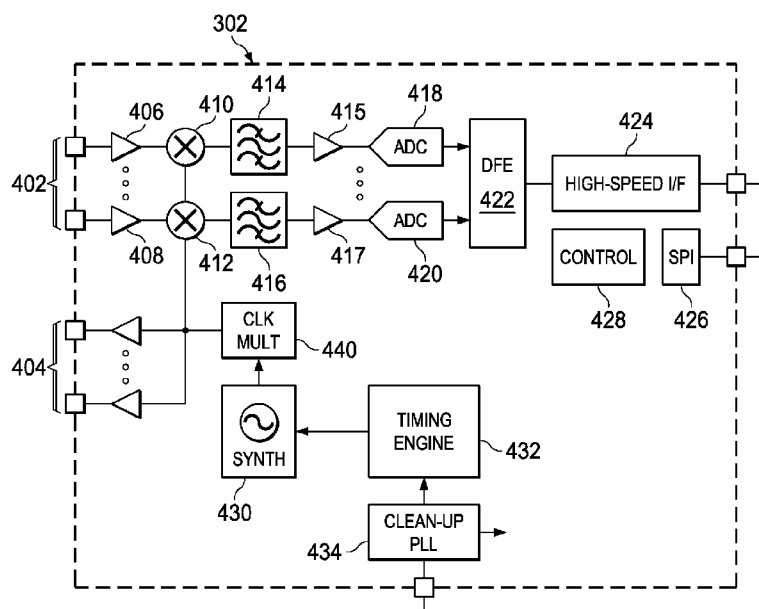 302
406
410
414
415
418
ADC
402
408
412
416
417
ADC
420
DFE
422
424
HIGH-SPEED I/F
CONTROL
428
SPI
426
404
CLK
MULT
440
SYNTH
430
TIMING
ENGINE
432
CLEAN-UP
PLL
434